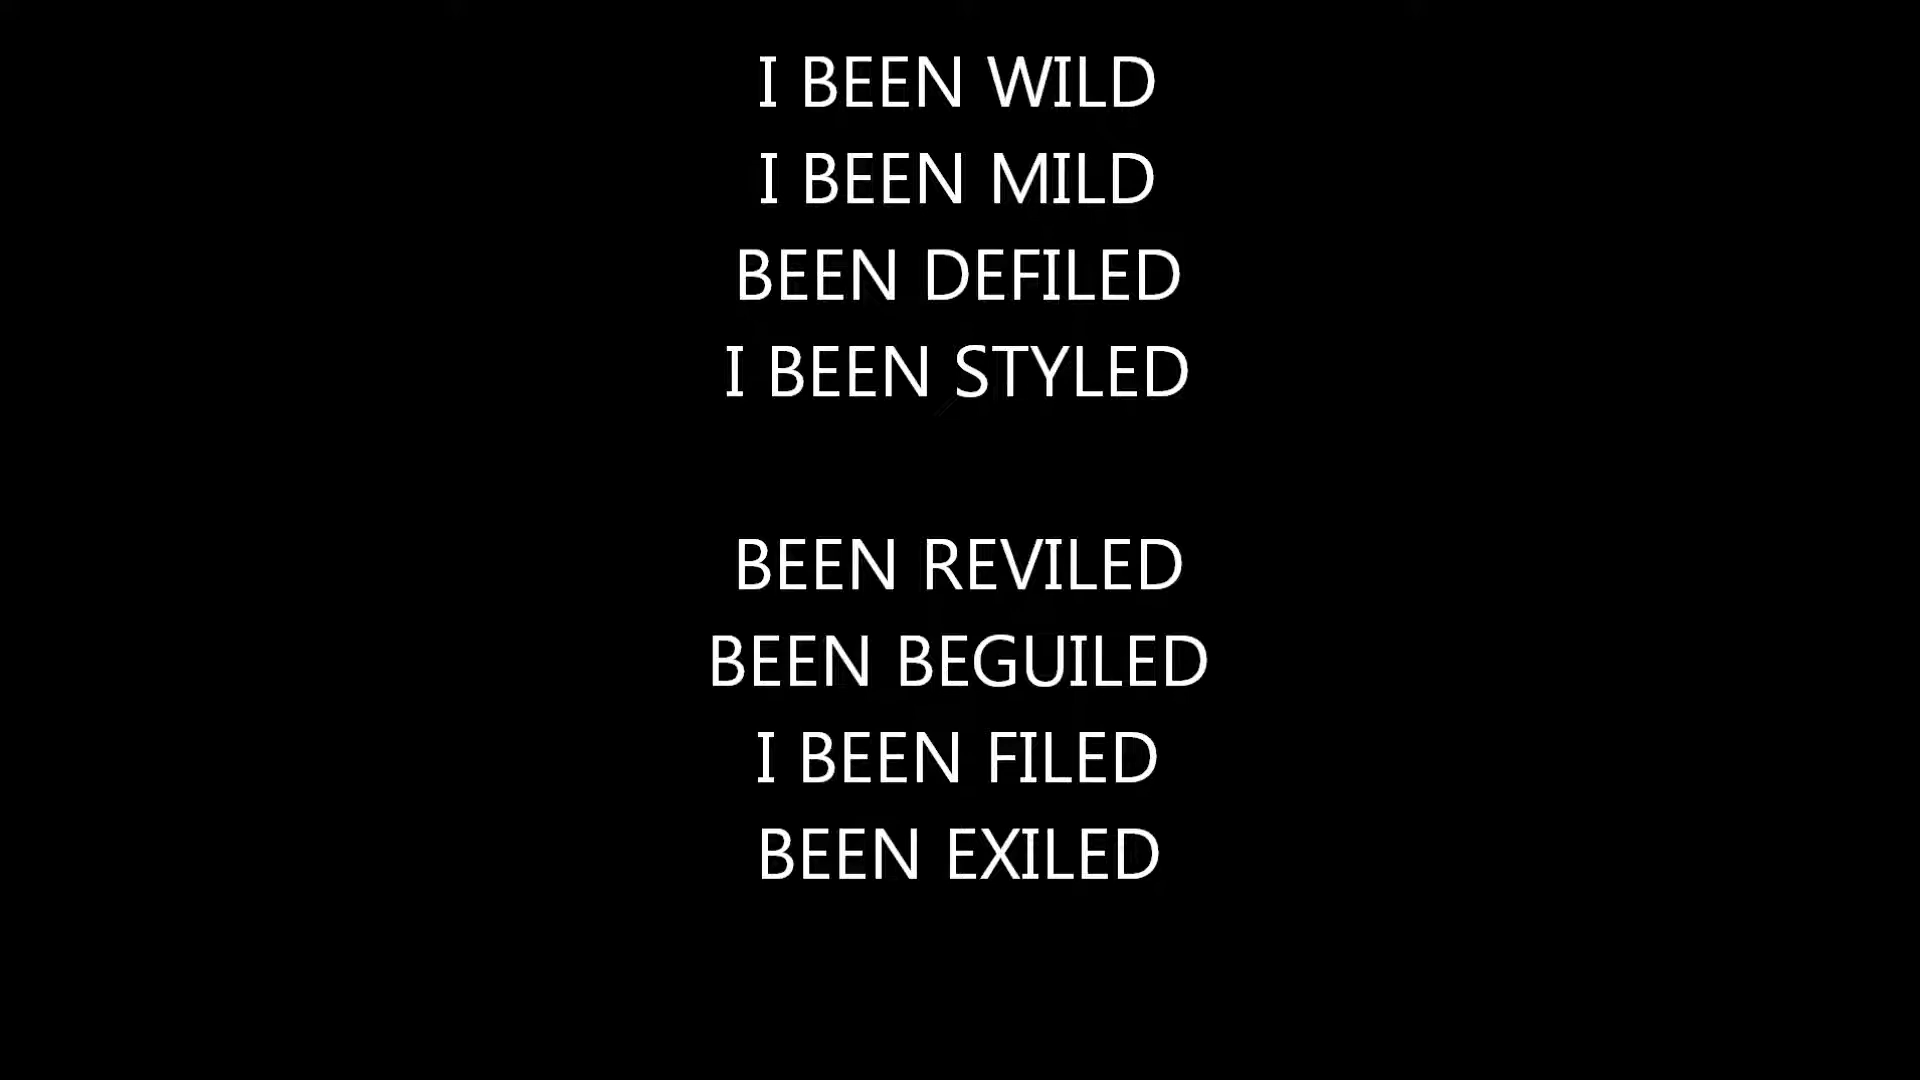 I BEEN WILD
I BEEN MILD
BEEN DEFILED
I BEEN STYLED
BEEN REVILED
BEEN BEGUILED
I BEEN FILED
BEEN EXILED